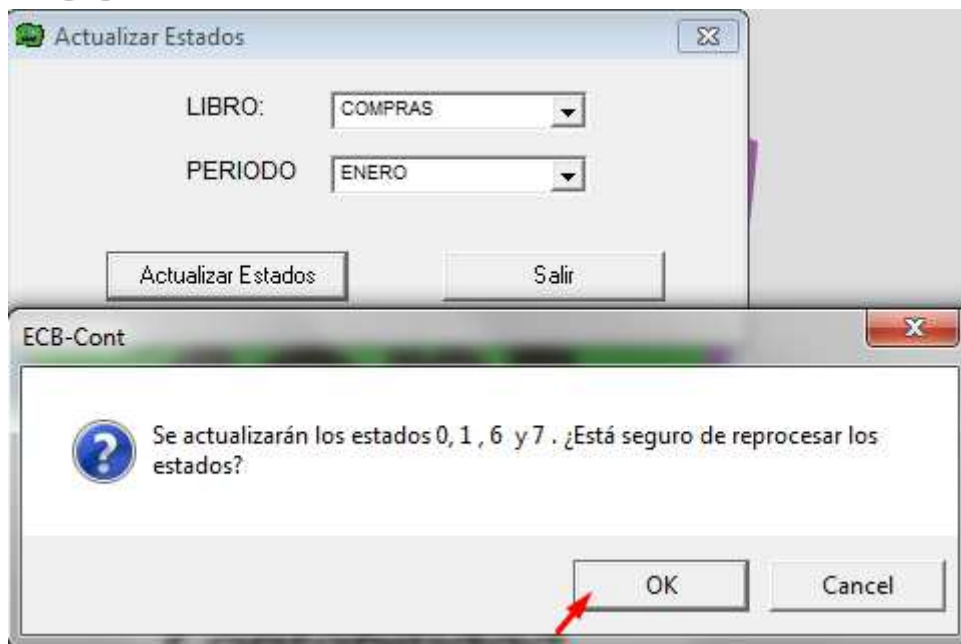 Actualizar Estados
LIBRO: COMPRAS
PERIODO ENERO
Actualizar Estados Salir
ECB-Cont
Se actualizarán los estados 0, 1 , 6 y 7 . ¿Está seguro de reprocesar los
estados?
OK Cancel